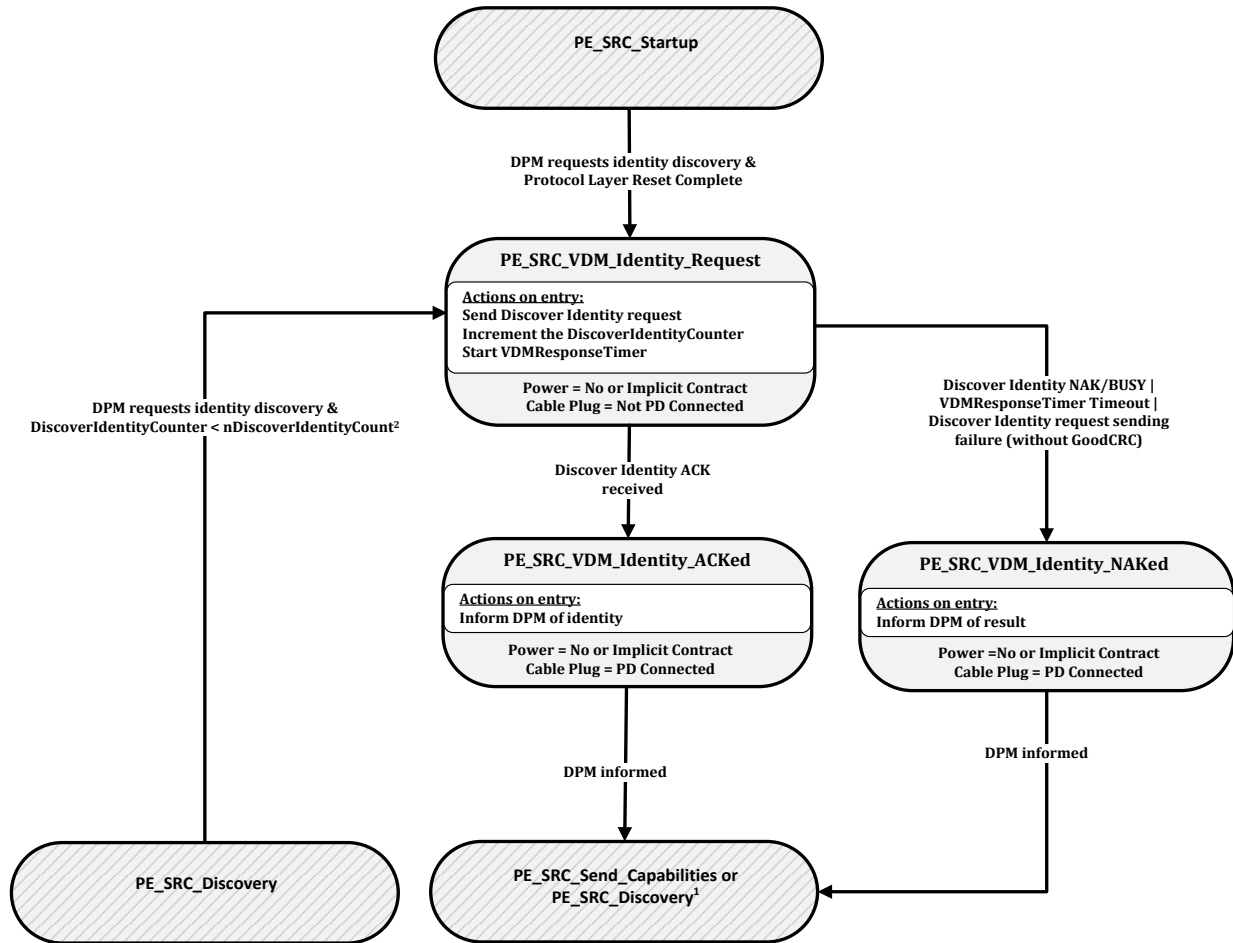 PE_SRC_Startup
DPM requests identity discovery &
Protocol Layer Reset Complete
PE_SRC_VDM_Identity_Request
Actions on entry:
Send Discover Identity request
Increment the DiscoverIdentityCounter
Start VDMResponseTimer
Power = No or Implicit Contract
Cable Plug = Not PD Connected
DPM requests identity discovery &
DiscoverIdentityCounter < nDiscoverIdentityCount²
Discover Identity NAK/BUSY |
VDMResponseTimer Timeout |
Discover Identity request sending
failure (without GoodCRC)
Discover Identity ACK
received
PE_SRC_VDM_Identity_ACKed
Actions on entry:
Inform DPM of identity
Power = No or Implicit Contract
Cable Plug = PD Connected
PE_SRC_VDM_Identity_NAKed
Actions on entry:
Inform DPM of result
Power =No or Implicit Contract
Cable Plug = PD Connected
DPM informed
DPM informed
PE_SRC_Discovery
PE_SRC_Send_Capabilities or
PE_SRC_Discovery¹